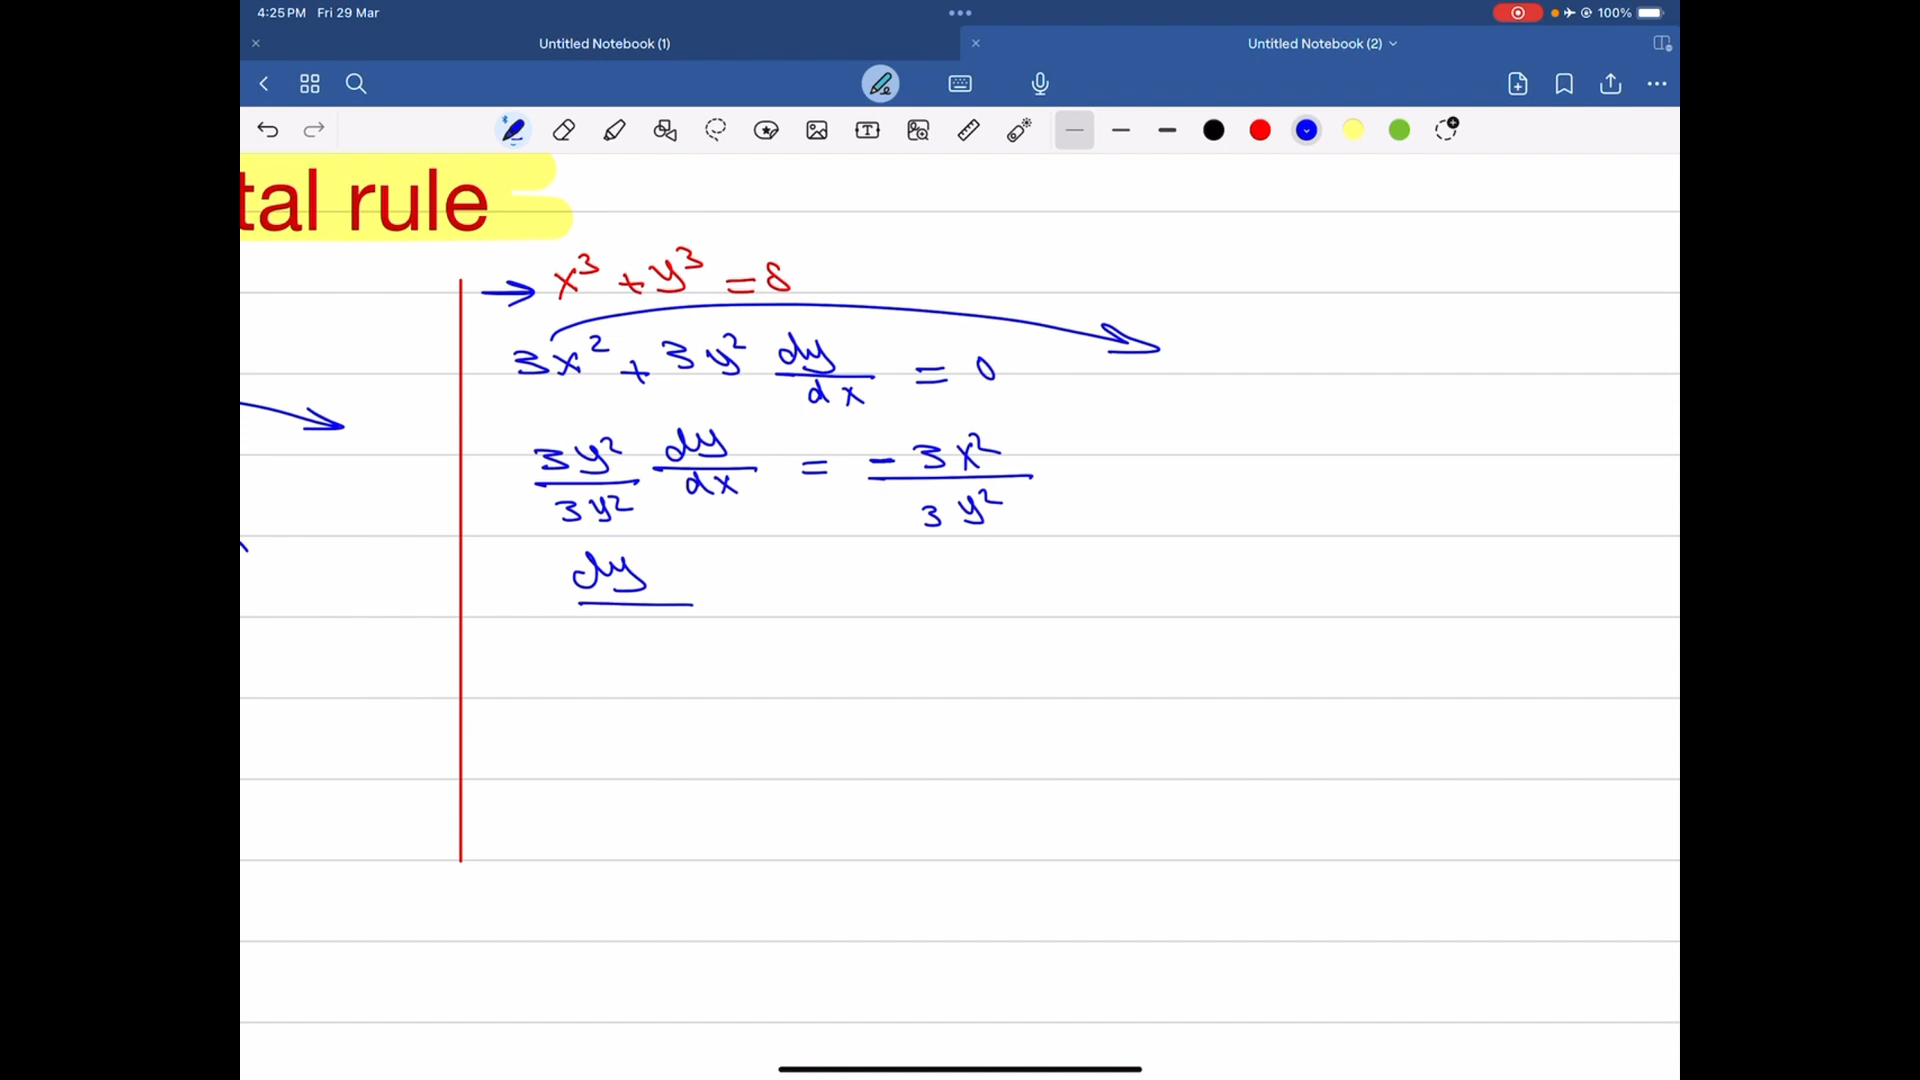 4:25 PM Fri 29 Mar
100%
Untitled Notebook (1)
Untitled Notebook (2)
tal rule
→ x³ + y³ = 8
3x² + 3y² dy/dx = 0
3y²/3y² dy/dx = - 3x²/3y²
dy